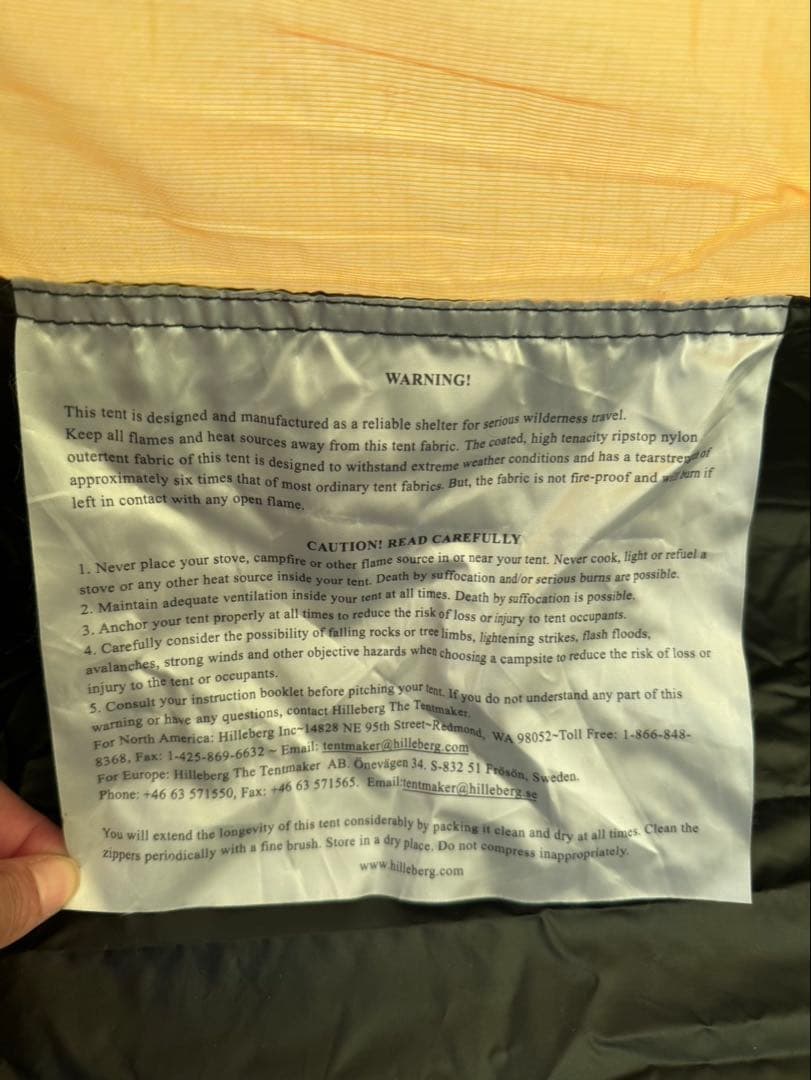 WARNING!
This tent is designed and manufactured as a reliable shelter for serious wilderness travel.
Keep all flames and heat sources away from this tent fabric. The coated, high tenacity ripstop nylon
outertent fabric of this tent is designed to withstand extreme weather conditions and has a of
approximately six times that of most ordinary tent fabrics. But, the fabric is not fire-proof and burn if
left in contact with any open flame.
CAUTION! READ CAREFULLY
1. Never place your stove, campfire or other flame source in or near your tent. Never cook, light or refuel a
stove or any other heat source inside your tent. Death by suffocation and/or serious burns are possible.
2. Maintain adequate ventilation inside your tent at all times. Death by suffocation is possible.
3. Anchor your tent properly at all times to reduce the risk of loss or injury to tent occupants.
4. Carefully consider the possibility of falling rocks or tree limbs, lightening strikes, flash floods,
avalanches, strong winds and other objective hazards when choosing a campsite to reduce the risk of loss or
injury to the tent or occupants.
5. Consult your instruction booklet before pitching your tent. If you do not understand any part of this
warning or have any questions, contact Hilleberg The Tentmaker.
For North America: Hilleberg Inc~14828 NE 95th Street~Redmond, WA 98052~Toll Free: 1-866-848-
8368, Fax: 1-425-869-6632 ~ Email: tentmaker@hilleberg.com
For Europe: Hilleberg The Tentmaker AB. Önevägen 34. S-832 51 Frösön, Sweden.
Phone: +46 63 571550, Fax: +46 63 571565. Email:tentmaker@hilleberg.se
You will extend the longevity of this tent considerably by packing it clean and dry at all times. Clean the
zippers periodically with a fine brush. Store in a dry place. Do not compress inappropriately.
www.hilleberg.com